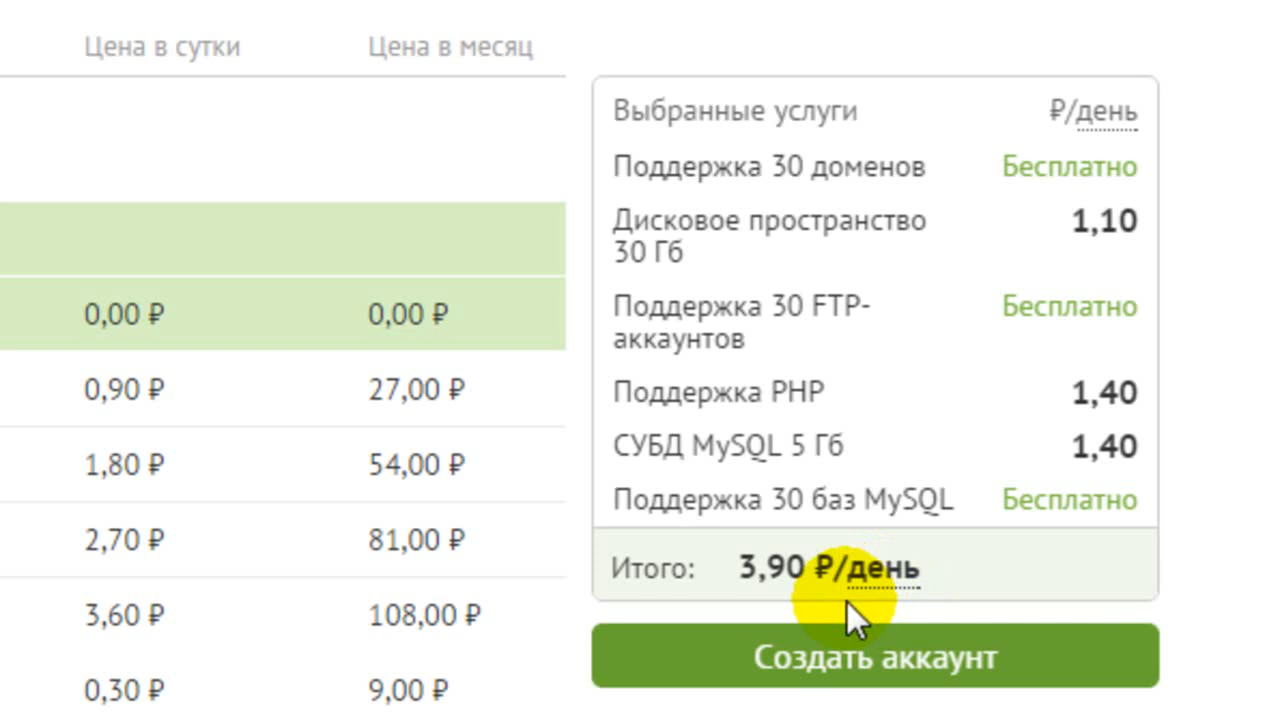 Цена в сутки Цена в месяц
0,00 ₽ 0,00 ₽
0,90 ₽ 27,00 ₽
1,80 ₽ 54,00 ₽
2,70 ₽ 81,00 ₽
3,60 ₽ 108,00 ₽
0,30 ₽ 9,00 ₽
Выбранные услуги ₽/день
Поддержка 30 доменов Бесплатно
Дисковое пространство 1,10
30 Гб
Поддержка 30 FTP- Бесплатно
аккаунтов
Поддержка PHP 1,40
СУБД MySQL 5 Гб 1,40
Поддержка 30 баз MySQL Бесплатно
Итого: 3,90 ₽/день
Создать аккаунт